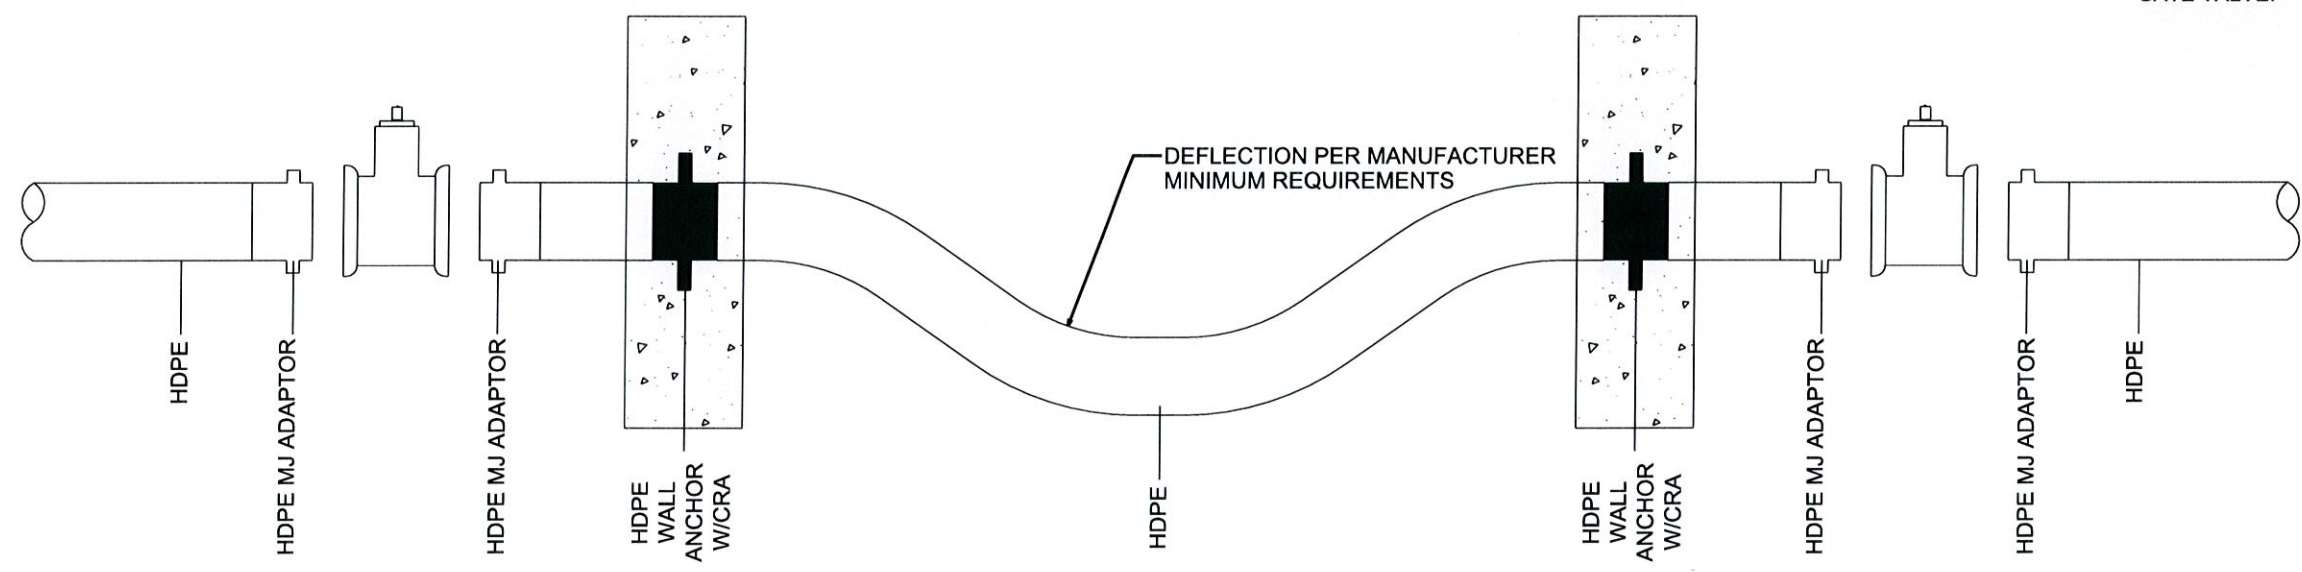 DEFLECTION PER MANUFACTURER
MINIMUM REQUIREMENTS
HDPE
HDPE MJ ADAPTOR
HDPE MJ ADAPTOR
HDPE
WALL
ANCHOR
W/CRA
HDPE
HDPE
WALL
ANCHOR
W/CRA
HDPE MJ ADAPTOR
HDPE MJ ADAPTOR
HDPE